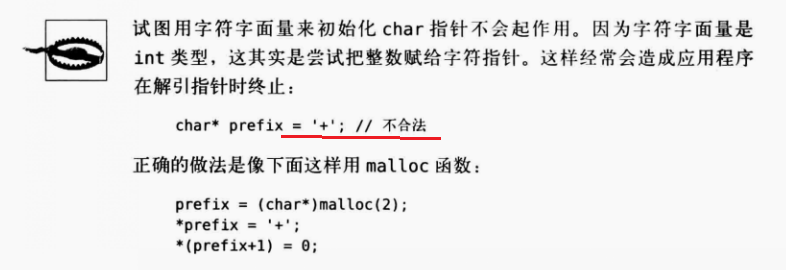 试图用字符字面量来初始化 char 指针不会起作用。因为字符字面量是
int 类型，这其实是尝试把整数赋给字符指针。这样经常会造成应用程序
在解引指针时终止：
char* prefix = '+'; // 不合法
正确的做法是像下面这样用 malloc 函数：
prefix = (char*)malloc(2);
*prefix = '+';
*(prefix+1) = 0;